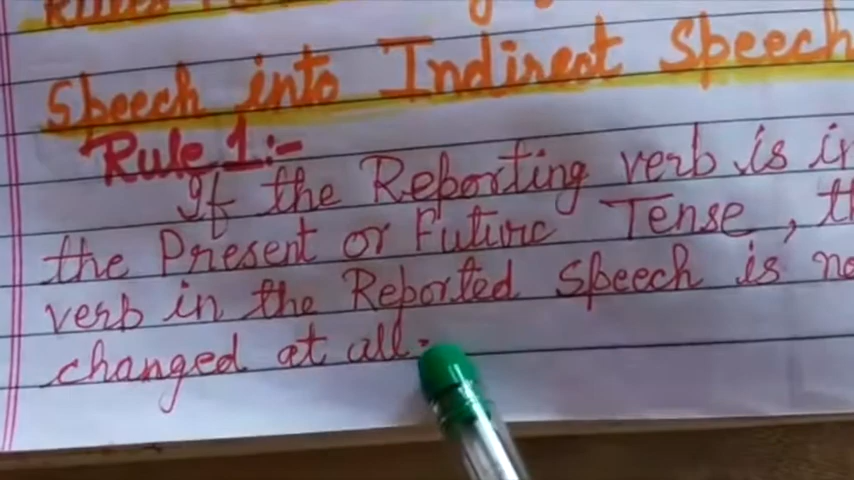 Speech into Indirect Speech
Rule 1:-
If the Reporting verb is in
the Present or Future Tense,
verb in the Reported Speech is
changed at all.